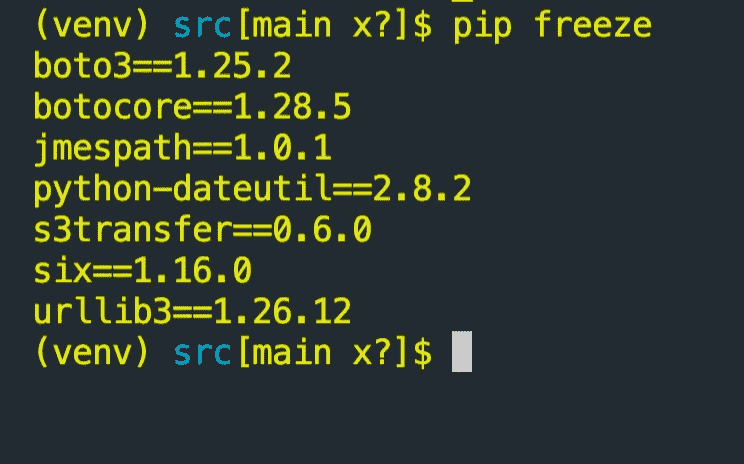 (venv) src[main x?]$ pip freeze
boto3==1.25.2
botocore==1.28.5
jmespath==1.0.1
python-dateutil==2.8.2
s3transfer==0.6.0
six==1.16.0
urllib3==1.26.12
(venv) src[main x?]$